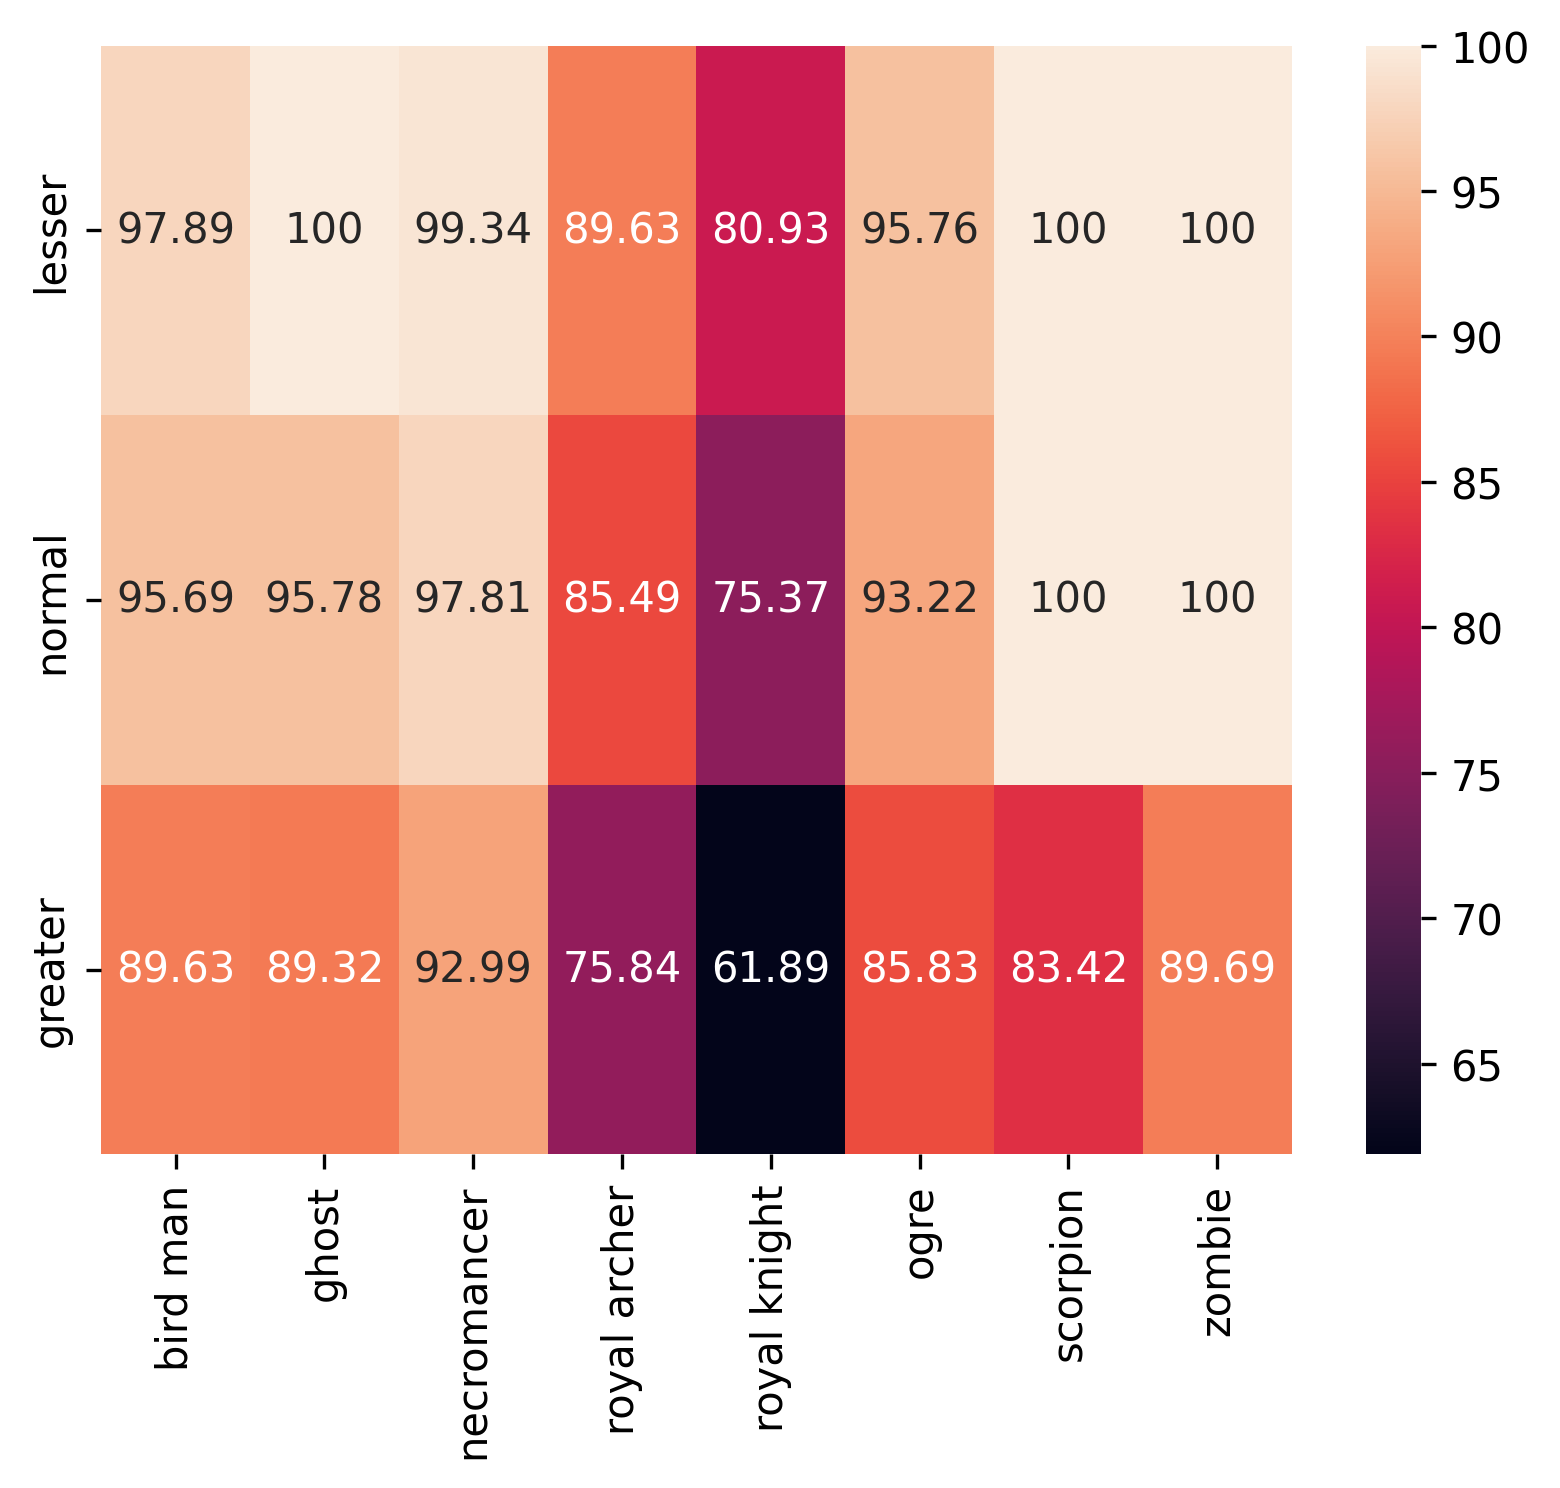 lesser 97.89 100 99.34 89.63 80.93 95.76 100 100
normal 95.69 95.78 97.81 85.49 75.37 93.22 100 100
greater 89.63 89.32 92.99 75.84 61.89 85.83 83.42 89.69
bird man
ghost
necromancer
royal archer
royal knight
ogre
scorpion
zombie
100
95
90
85
80
75
70
65